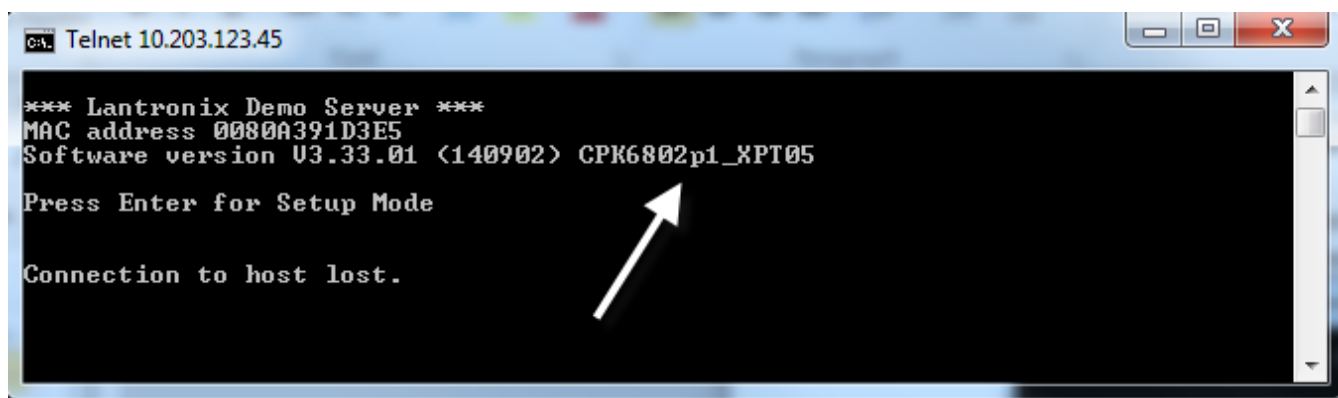 Telnet 10.203.123.45
*** Lantronix Demo Server ***
MAC address 0080A391D3E5
Software version V3.33.01 (140902) CPK6802p1_XPT05
Press Enter for Setup Mode
Connection to host lost.